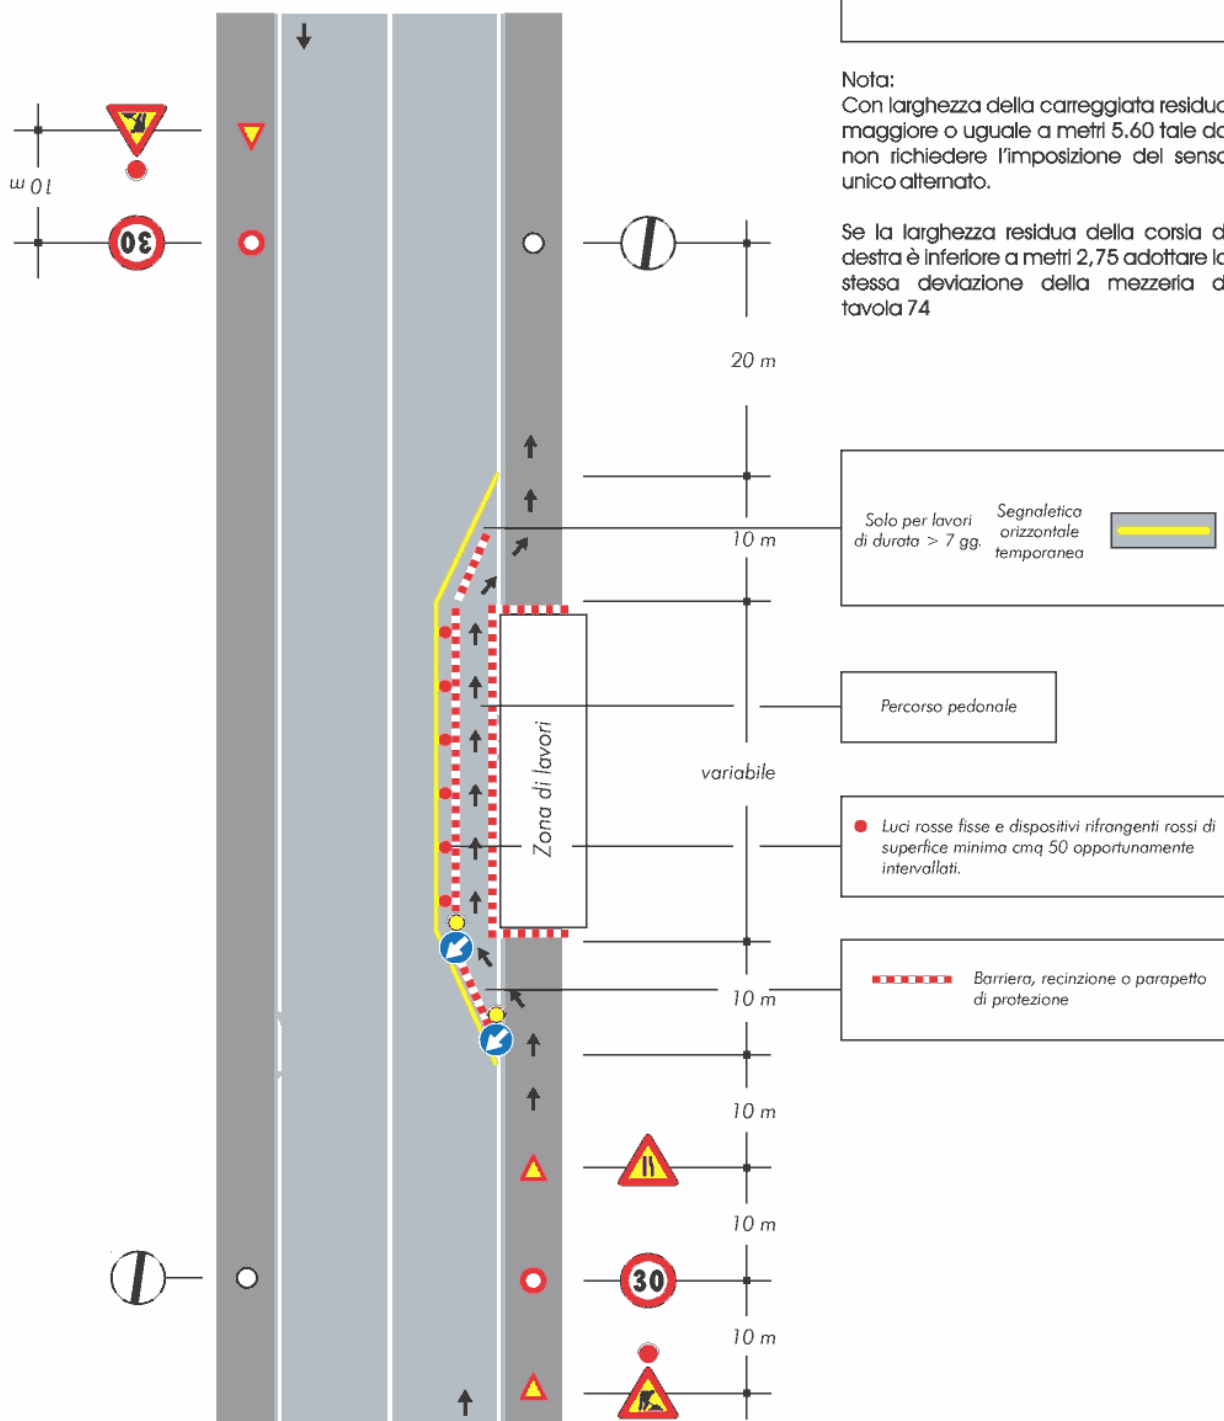 Nota:
Con larghezza della carreggiata residua
maggiore o uguale a metri 5.60 tale da
non richiedere l'imposizione del senso
unico alternato.
Se la larghezza residua della corsia d
destra è inferiore a metri 2,75 adottare la
stessa deviazione della mezzeria d
tavola 74
10 m
30
20 m
10 m
Solo per lavori
di durata > 7 gg.
Segnaletica
orizzontale
temporanea
Percorso pedonale
Zona di lavori
variabile
Luci rosse fisse e dispositivi rifrangenti rossi di
superfice minima cmq 50 opportunamente
intervallati.
Barriera, recinzione o parapetto
di protezione
10 m
10 m
10 m
30
10 m